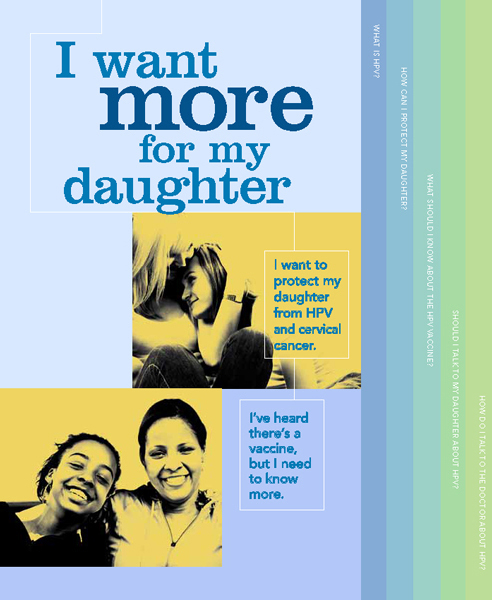 I want
more
for my
daughter
I want to
protect my
daughter
from HPV
and cervical
cancer.
I've heard
there's a
vaccine,
but I need
to know
more.
WHAT IS HPV?
HOW CAN I PROTECT MY DAUGHTER?
WHAT SHOULD I KNOW ABOUT THE HPV VACCINE?
SHOULD I TALK TO MY DAUGHTER ABOUT HPV?
HOW DO I TALK TO THE DOCTOR ABOUT HPV?